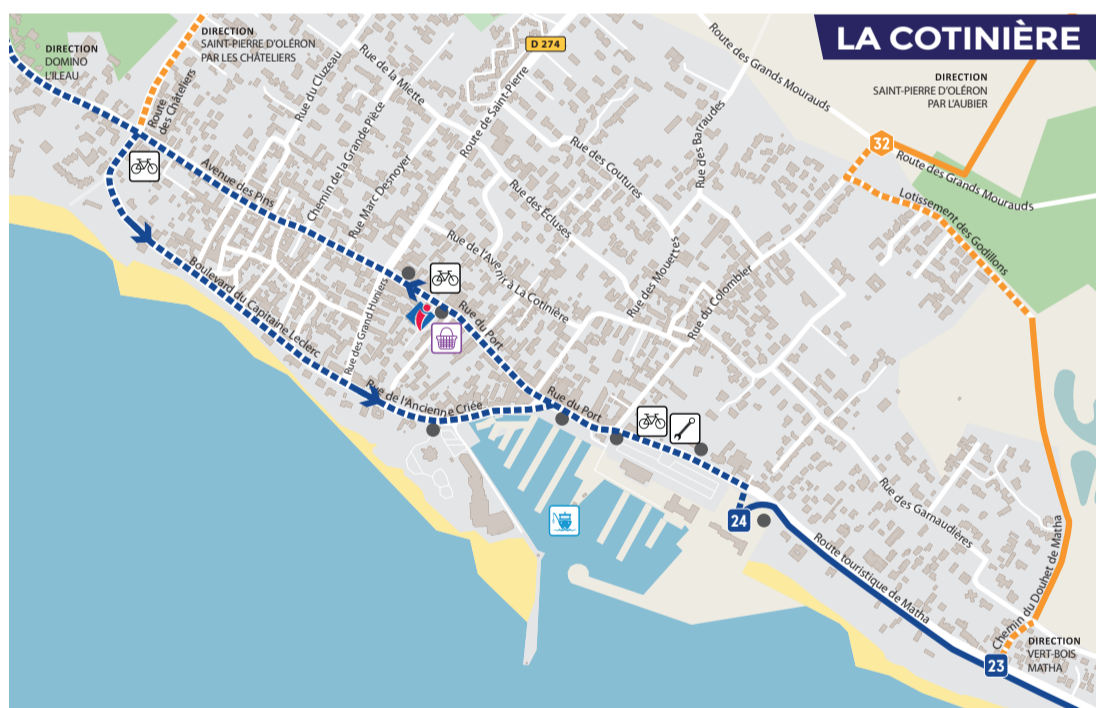 LA COTINIÈRE
DIRECTION
DOMINO
L'ILEAU
DIRECTION
SAINT-PIERRE D'OLÉRON
PAR LES CHÂTELIERS
D 274
DIRECTION
SAINT-PIERRE D'OLÉRON
PAR L'AUBIER
Route des Grands Mourauds
Route
des Châteliers
Rue du Cluzeau
Rue de la Miette
Route de Saint-Pierre
Rue des Barraudes
32
Route des Grands Mourauds
Avenue des Pins
Chemin de la Grande Pièce
Rue Marc Desnoyer
Rue des Coutures
Rue des Écluses
Lotissement des Godillons
Rue de l'Avenir à La Cotinière
Rue des Mouettes
Rue du Colombier
Boulevard du Capitaine Leclerc
Rue des Grand Huniers
Rue du Port
Rue de l'Ancienne Criée
Rue du Port
Rue des Garnaudières
24
Route touristique de Matha
Chemin du Douhet de Matha
23
DIRECTION
VERT-BOIS
MATHA